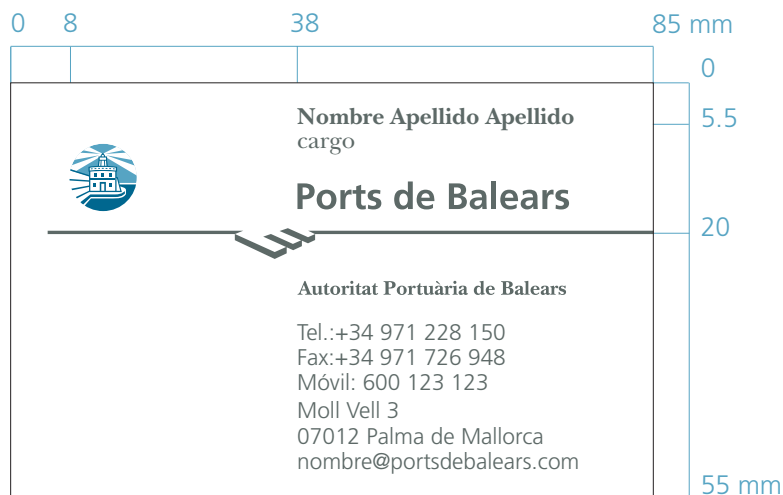 0 8 38 85 mm
0
5.5
20
55 mm
Nombre Apellido Apellido
cargo
Ports de Balears
Autoritat Portuària de Balears
Tel.:+34 971 228 150
Fax:+34 971 726 948
Móvil: 600 123 123
Moll Vell 3
07012 Palma de Mallorca
nombre@portsdebalears.com